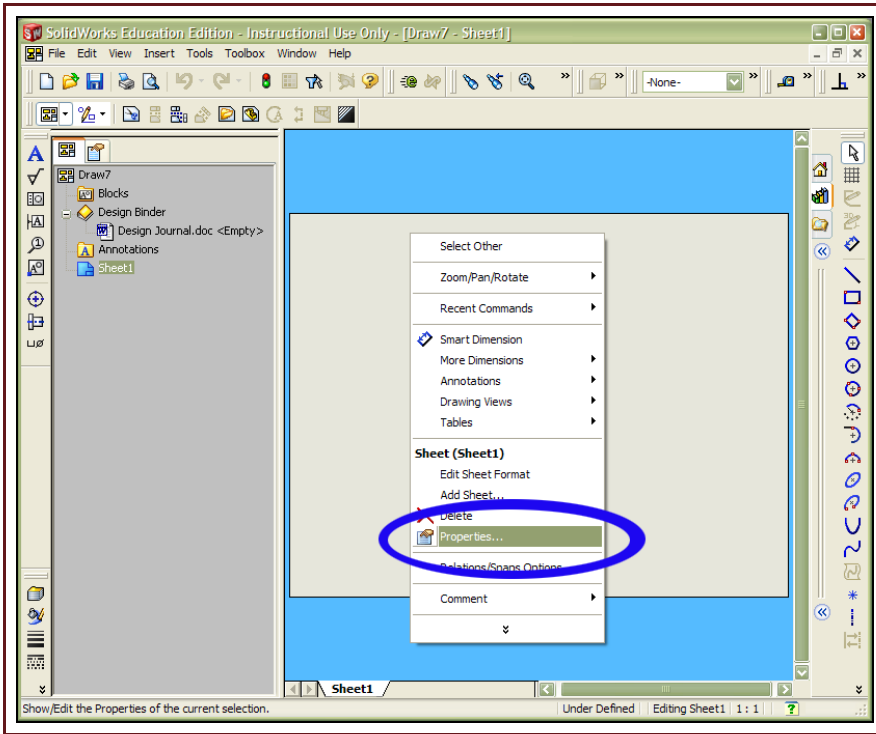 SolidWorks Education Edition - Instructional Use Only - [Draw7 - Sheet1]
File Edit View Insert Tools Toolbox Window Help
-None-
Draw7
Blocks
Design Binder
Design Journal.doc <Empty>
Annotations
Sheet1
Select Other
Zoom/Pan/Rotate
Recent Commands
Smart Dimension
More Dimensions
Annotations
Drawing Views
Tables
Sheet (Sheet1)
Edit Sheet Format
Add Sheet...
Delete
Properties...
Relations/Snaps Options...
Comment
Sheet1
Show/Edit the Properties of the current selection.
Under Defined Editing Sheet1 1 : 1